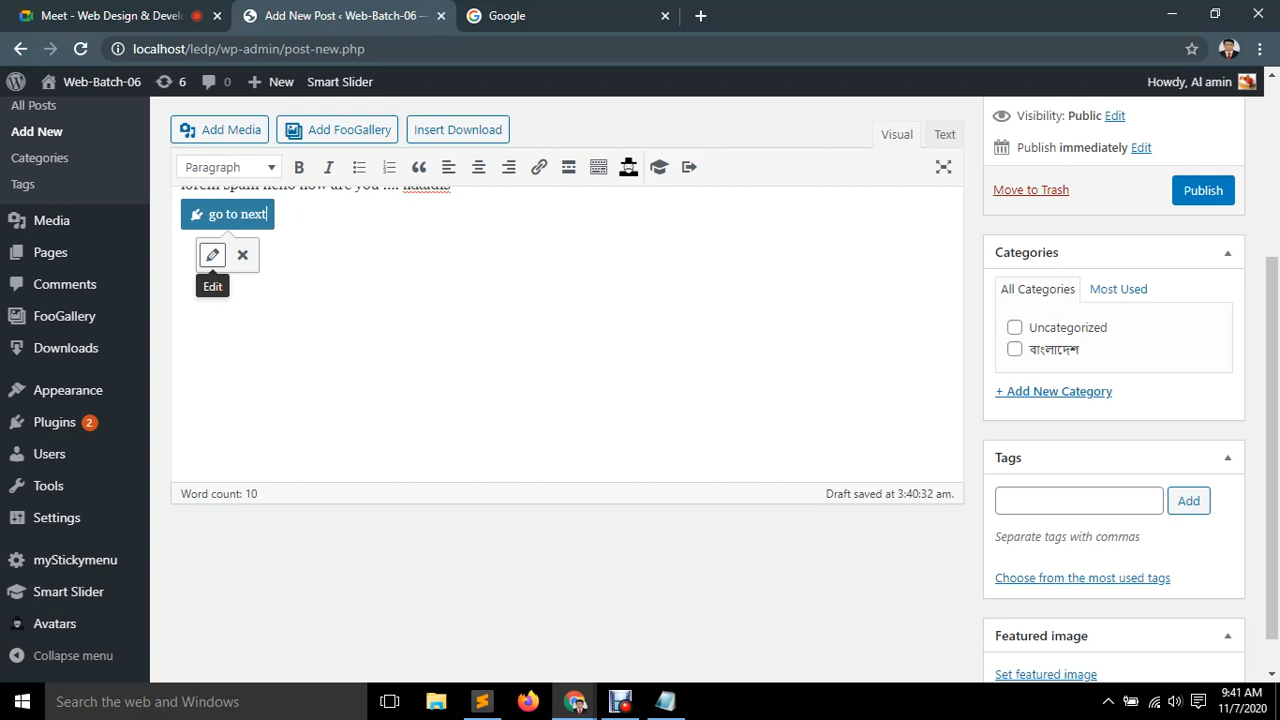 Meet - Web Design & Devel
Add New Post ‹ Web-Batch-06 —
Google
localhost/ledp/wp-admin/post-new.php
Web-Batch-06
6
0
New
Smart Slider
Howdy, Al amin
All Posts
Add New
Categories
Tags
Media
Pages
Comments
FooGallery
Downloads
Appearance
Plugins 2
Users
Tools
Settings
myStickymenu
Smart Slider
Avatars
Collapse menu
Add Media
Add FooGallery
Insert Download
Visual
Text
Paragraph
B I
lorem spam hello how are you ....
go to next
Edit
Word count: 10
Draft saved at 3:40:32 am.
Visibility: Public Edit
Publish immediately Edit
Move to Trash
Publish
Categories
All Categories
Most Used
Uncategorized
বাংলাদেশ
+ Add New Category
Tags
Add
Separate tags with commas
Choose from the most used tags
Featured image
Set featured image
Search the web and Windows
9:41 AM
11/7/2020